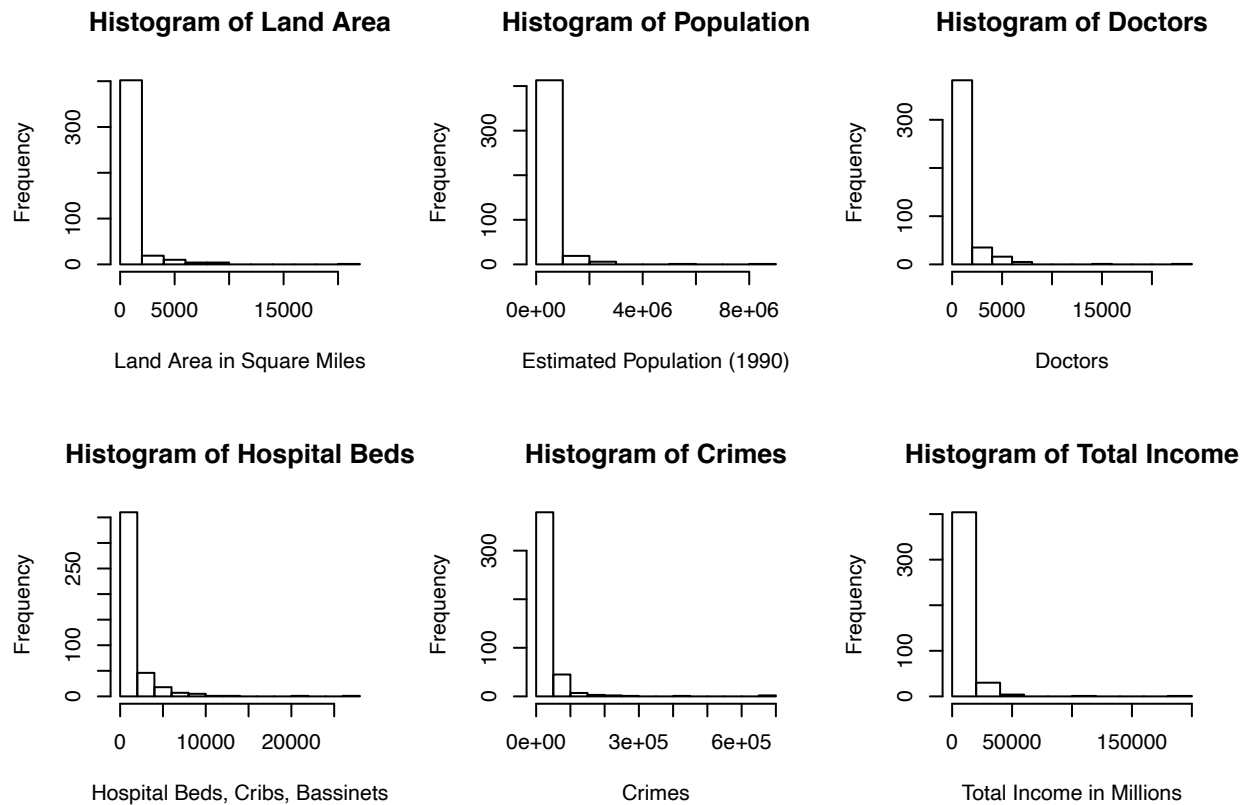 Histogram of Land Area
Frequency
0 100 300
0 5000 15000
Land Area in Square Miles
Histogram of Population
Frequency
0 100 300
0e+00 4e+06 8e+06
Estimated Population (1990)
Histogram of Doctors
Frequency
0 100 300
0 5000 15000
Doctors
Histogram of Hospital Beds
Frequency
0 100 250
0 10000 20000
Hospital Beds, Cribs, Bassinets
Histogram of Crimes
Frequency
0 100 300
0e+00 3e+05 6e+05
Crimes
Histogram of Total Income
Frequency
0 100 300
0 50000 150000
Total Income in Millions